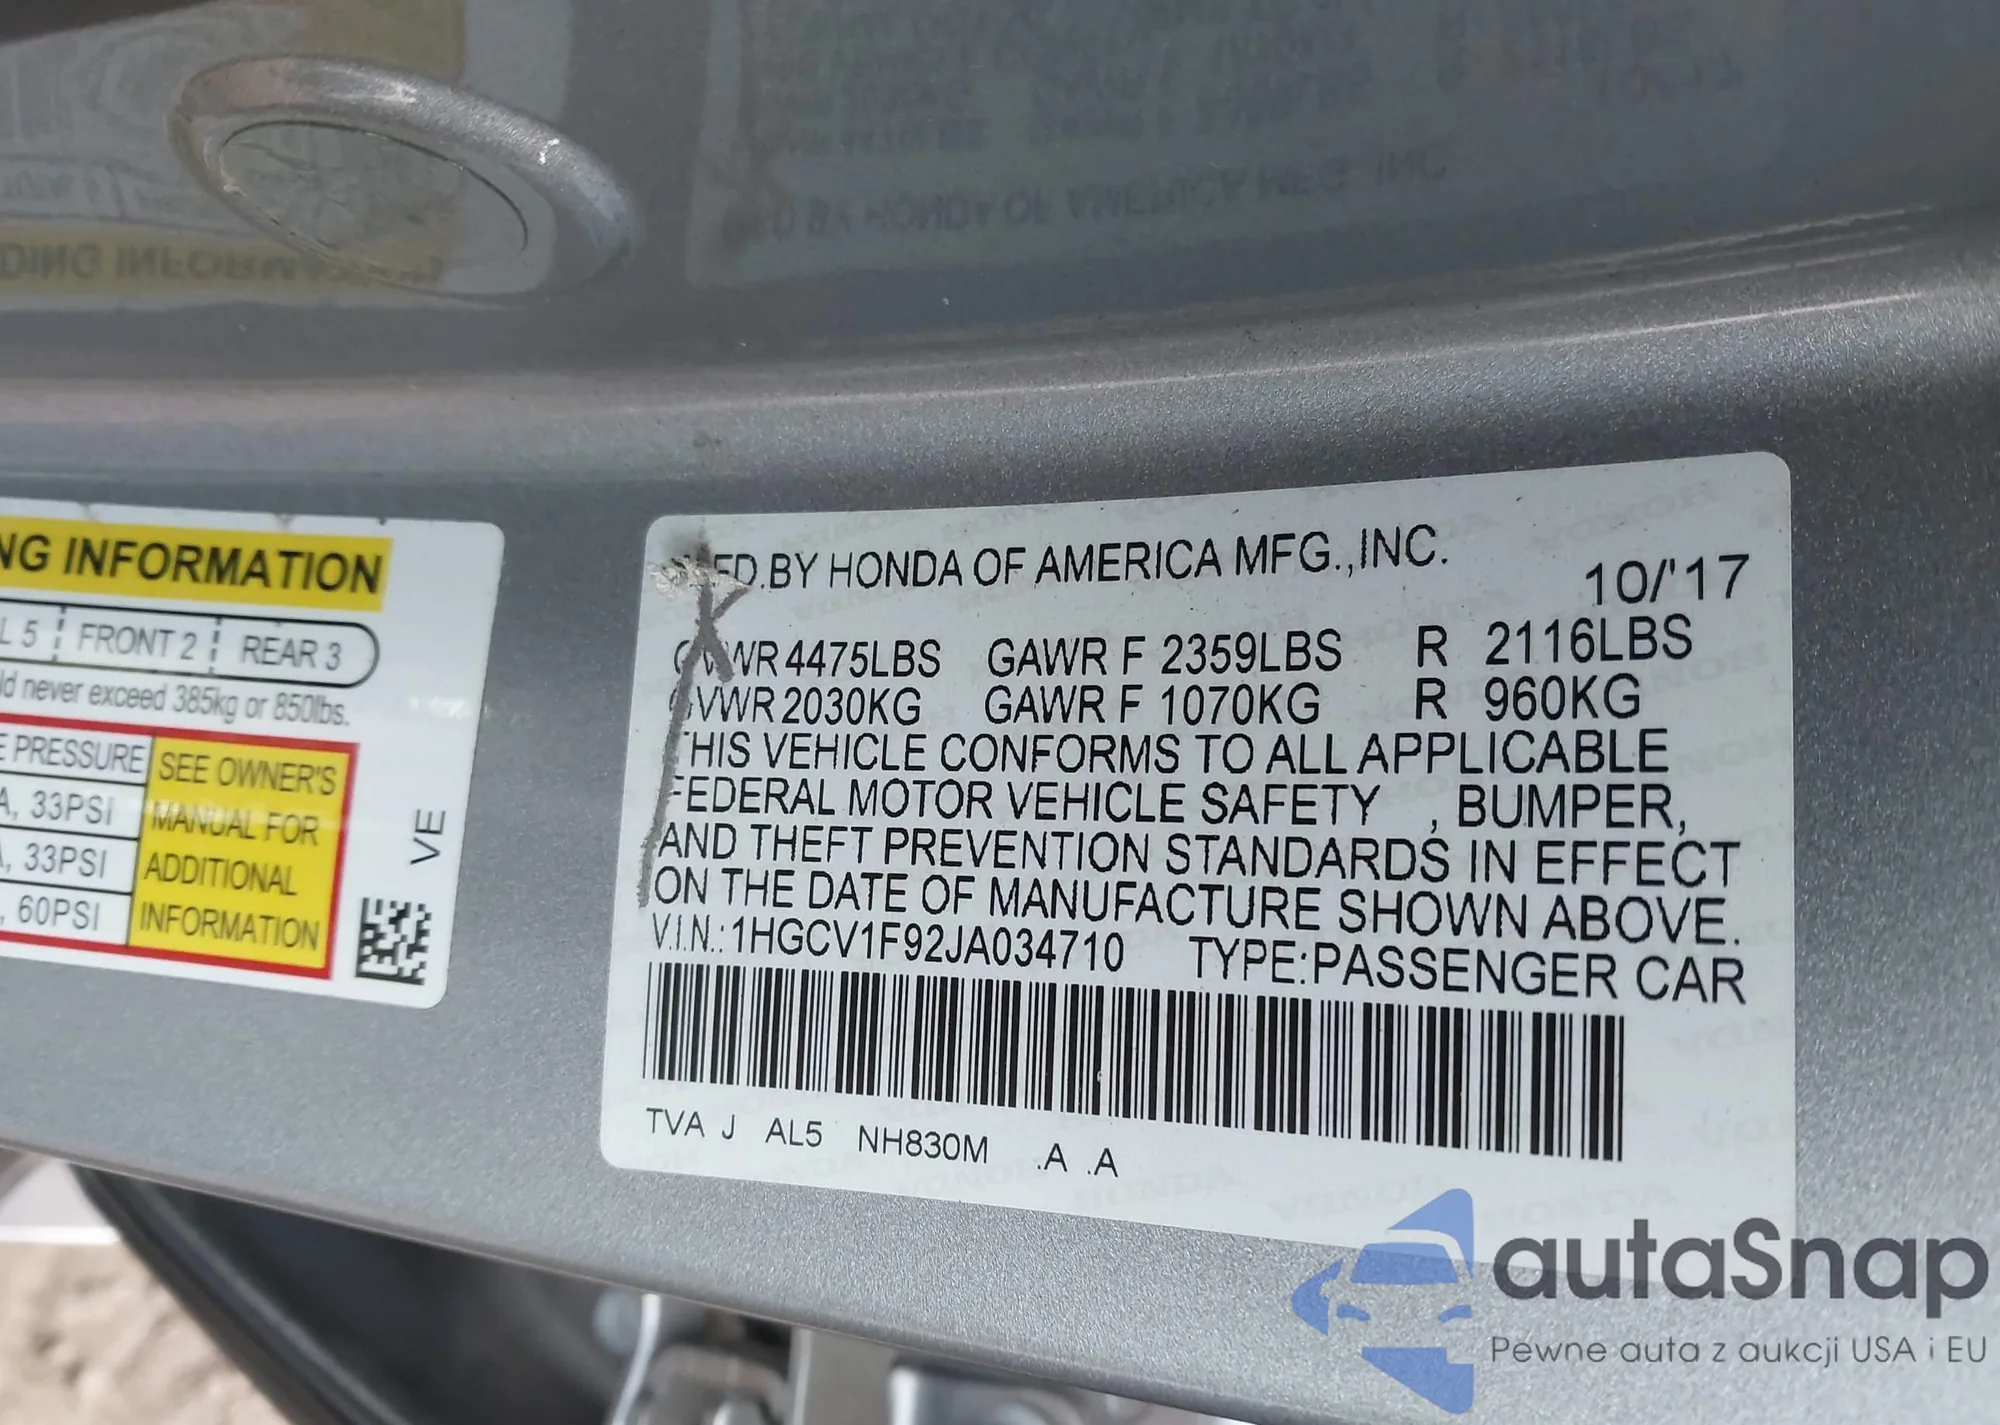 NG INFORMATION
L 5 FRONT 2 REAR 3
ld never exceed 385kg or 850lbs.
E PRESSURE
SEE OWNER'S
MANUAL FOR
ADDITIONAL
INFORMATION
A, 33PSI
, 33PSI
, 60PSI
VE
MFD.BY HONDA OF AMERICA MFG.,INC.
10/'17
GVWR 4475LBS GAWR F 2359LBS R 2116LBS
GVWR 2030KG GAWR F 1070KG R 960KG
THIS VEHICLE CONFORMS TO ALL APPLICABLE
FEDERAL MOTOR VEHICLE SAFETY , BUMPER,
AND THEFT PREVENTION STANDARDS IN EFFECT
ON THE DATE OF MANUFACTURE SHOWN ABOVE.
V.I.N.:1HGCV1F92JA034710 TYPE:PASSENGER CAR
TVA J AL5 NH830M .A .A
autaSnap
Pewne auta z aukcji USA i EU